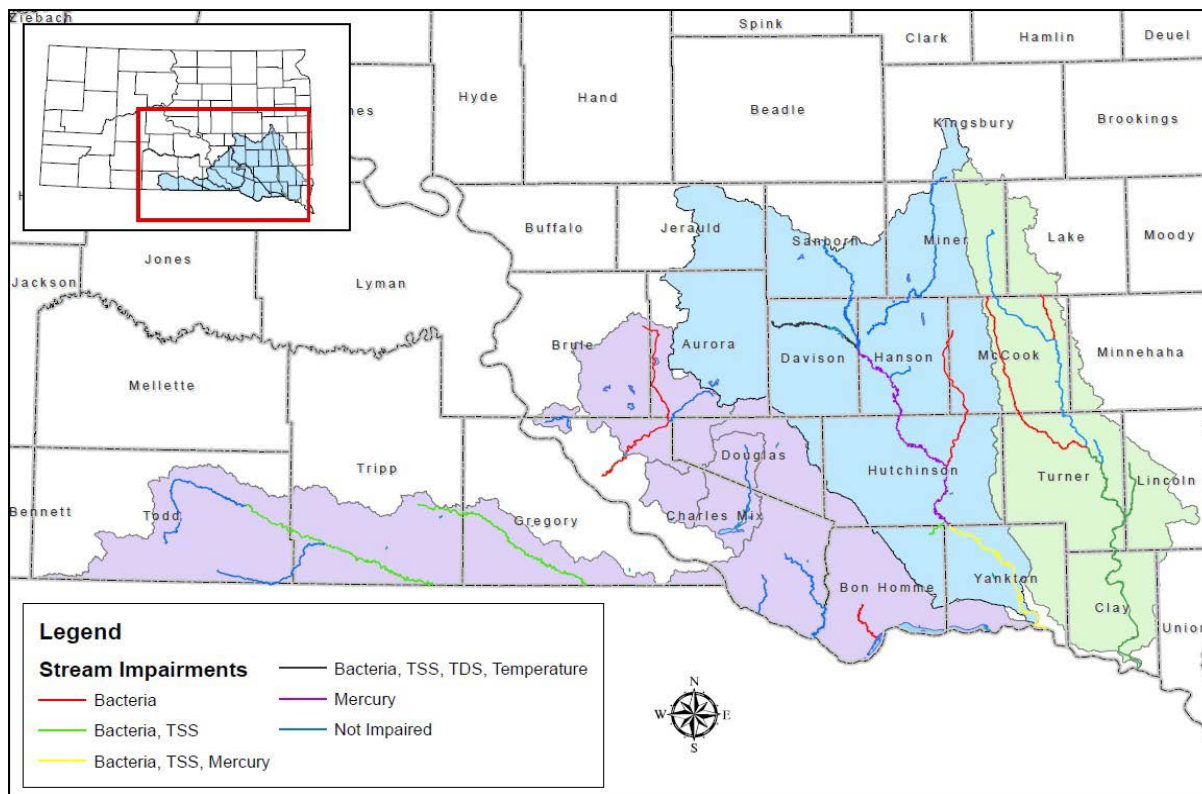 Ziebach
Spink
Clark
Hamlin
Deuel
Hyde
Hand
Beadle
Kingsbury
Brookings
nes
Buffalo
Jerauld
Sanborn
Miner
Lake
Moody
Jackson
Jones
Lyman
Brule
Aurora
Davison
Hanson
McCook
Minnehaha
Mellette
Tripp
Douglas
Hutchinson
Turner
Lincoln
Bennett
Todd
Gregory
Charles Mix
Bon Homme
Yankton
Clay
Union
Legend
Stream Impairments
Bacteria
Bacteria, TSS
Bacteria, TSS, Mercury
Bacteria, TSS, TDS, Temperature
Mercury
Not Impaired
N
W E
S